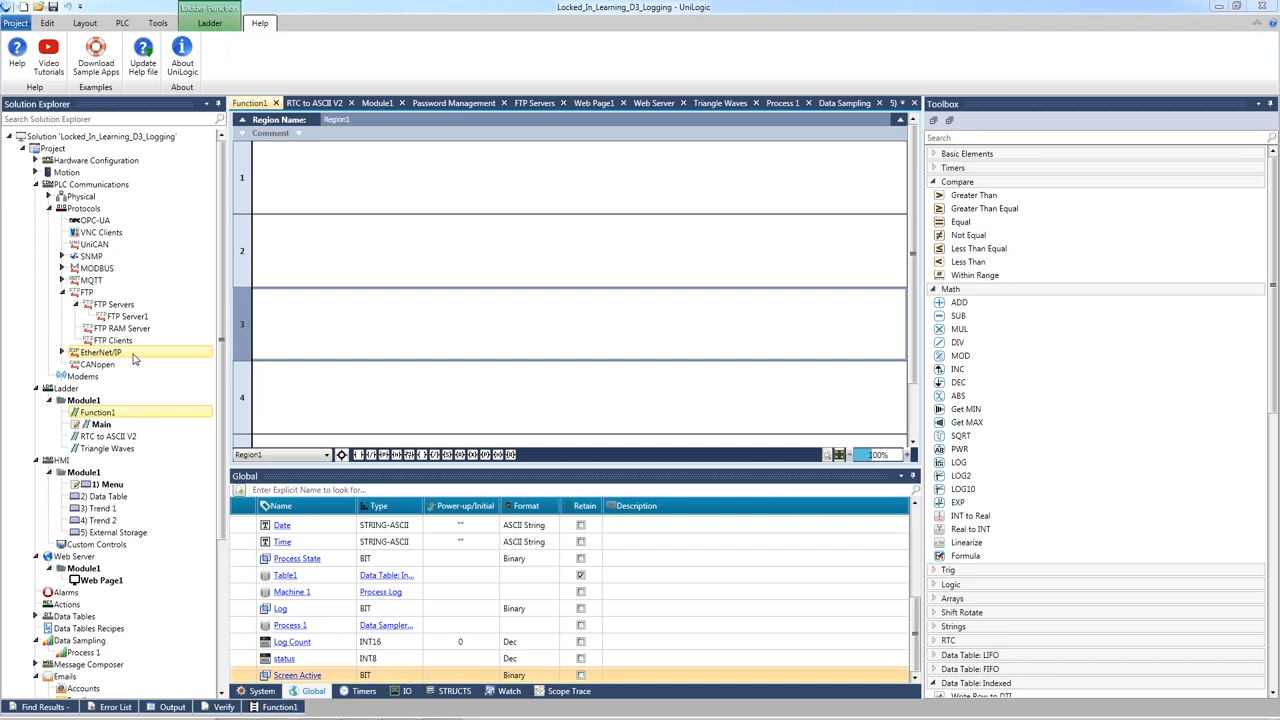 Ladder Function
Locked_In_Learning_D3_Logging - UniLogic
Project Edit Layout PLC Tools Ladder Help
Help Video Tutorials Download Sample Apps Update Help file About UniLogic
Help Examples About
Solution Explorer
Search Solution Explorer
Solution 'Locked_In_Learning_D3_Logging'
Project
Hardware Configuration
Motion
PLC Communications
Physical
Protocols
OPC-UA
VNC Clients
UniCAN
SNMP
MODBUS
MQTT
FTP
FTP Servers
FTP Server1
FTP RAM Server
FTP Clients
EtherNet/IP
CANopen
Modems
Ladder
Module1
Function1
Main
RTC to ASCII V2
Triangle Waves
HMI
Module1
1) Menu
2) Data Table
3) Trend 1
4) Trend 2
5) External Storage
Custom Controls
Web Server
Module1
Web Page1
Alarms
Actions
Data Tables
Data Tables Recipes
Data Sampling
Process 1
Message Composer
Emails
Accounts
Function1 RTC to ASCII V2 Module1 Password Management FTP Servers Web Page1 Web Server Triangle Waves Process 1 Data Sampling 5)
Region Name: Region1
Comment
1
2
3
4
Region1 100%
Global
Enter Explicit Name to look for...
Name Type Power-up/Initial Format Retain Description
Date STRING-ASCII "" ASCII String
Time STRING-ASCII "" ASCII String
Process State BIT Binary
Table1 Data Table: In...
Machine 1 Process Log
Log BIT Binary
Process 1 Data Sampler...
Log Count INT16 0 Dec
status INT8 Dec
Screen Active BIT Binary
System Global Timers IO STRUCTS Watch Scope Trace
Toolbox
Search
Basic Elements
Timers
Compare
Greater Than
Greater Than Equal
Equal
Not Equal
Less Than Equal
Less Than
Within Range
Math
ADD
SUB
MUL
DIV
MOD
INC
DEC
ABS
Get MIN
Get MAX
SQRT
PWR
LOG
LOG10
EXP
INT to Real
Real to INT
Linearize
Formula
Trig
Logic
Arrays
Shift Rotate
Strings
RTC
Data Table: LIFO
Data Table: FIFO
Data Table: Indexed
Write Row to DTI
Find Results - Error List Output Verify Function1